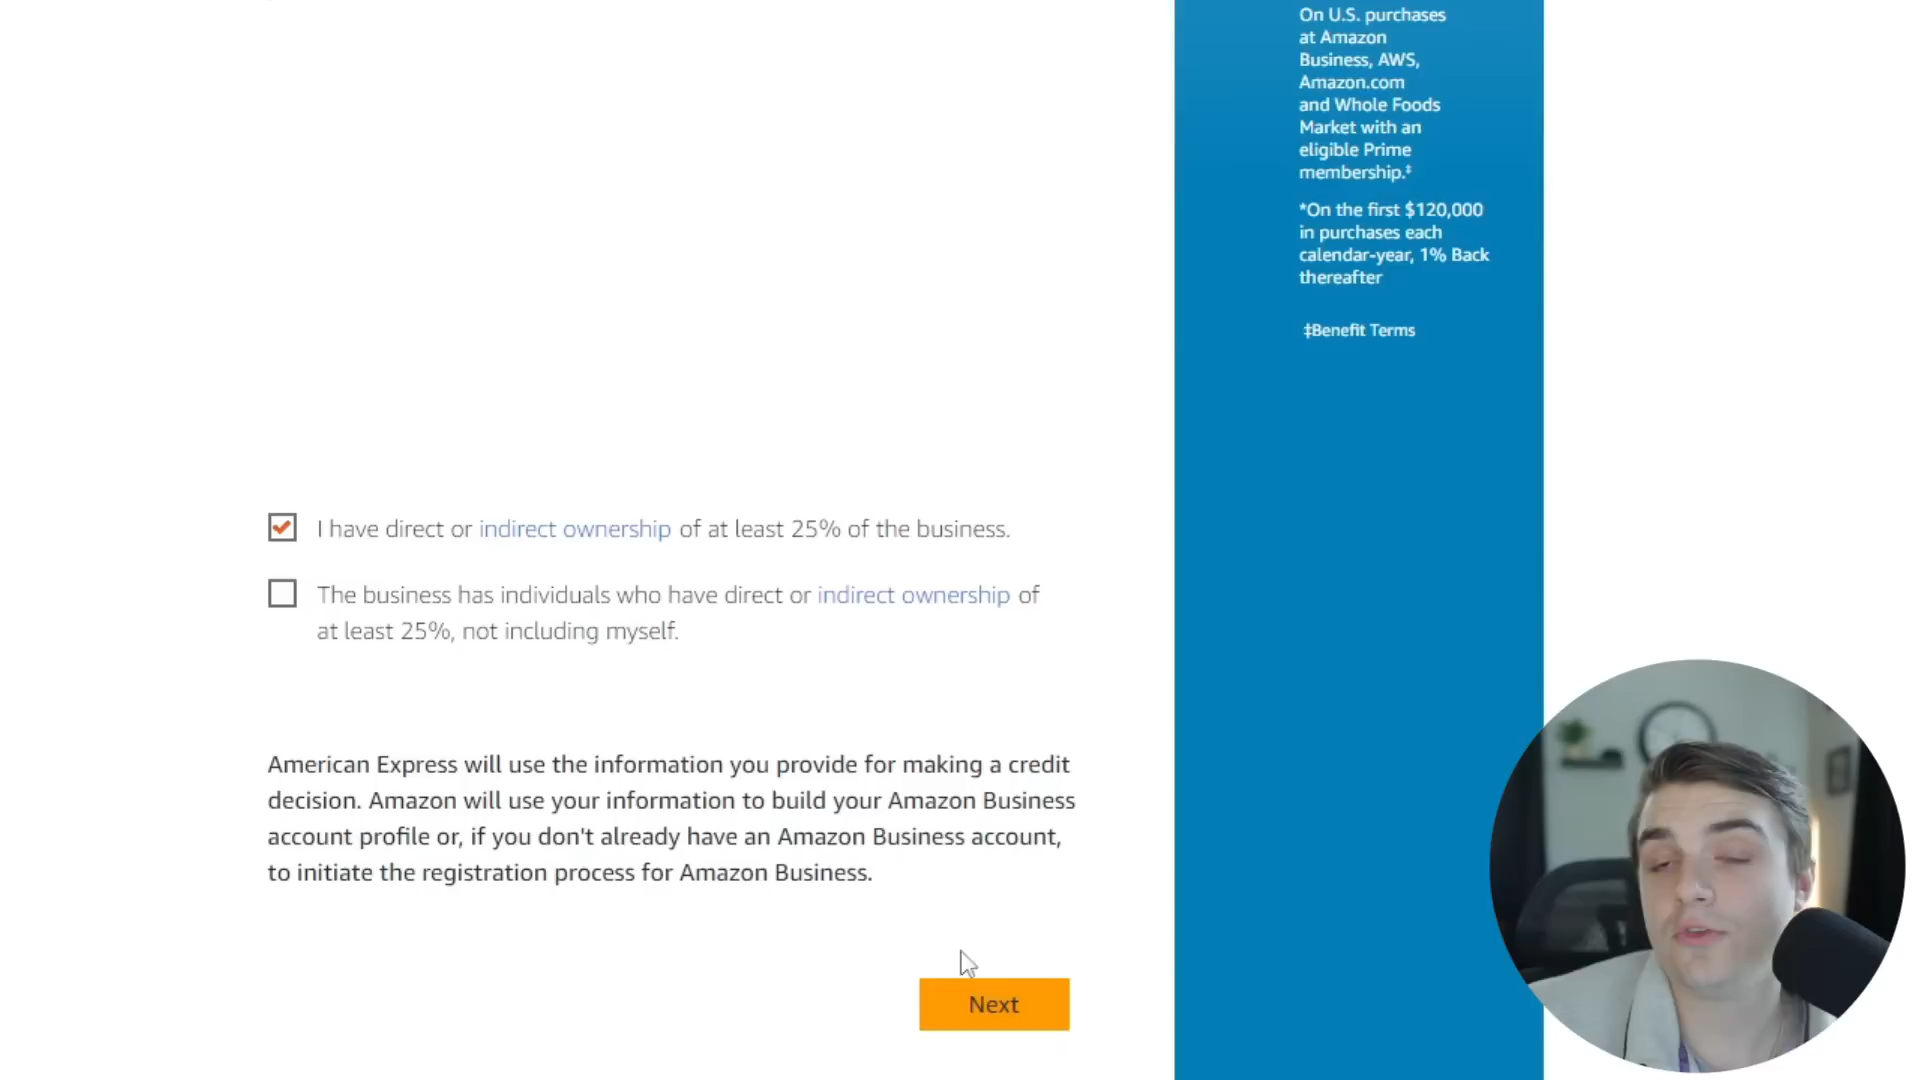 On U.S. purchases
at Amazon
Business, AWS,
Amazon.com
and Whole Foods
Market with an
eligible Prime
membership.‡
*On the first $120,000
in purchases each
calendar-year, 1% Back
thereafter
‡Benefit Terms
I have direct or indirect ownership of at least 25% of the business.
The business has individuals who have direct or indirect ownership of
at least 25%, not including myself.
American Express will use the information you provide for making a credit
decision. Amazon will use your information to build your Amazon Business
account profile or, if you don't already have an Amazon Business account,
to initiate the registration process for Amazon Business.
Next